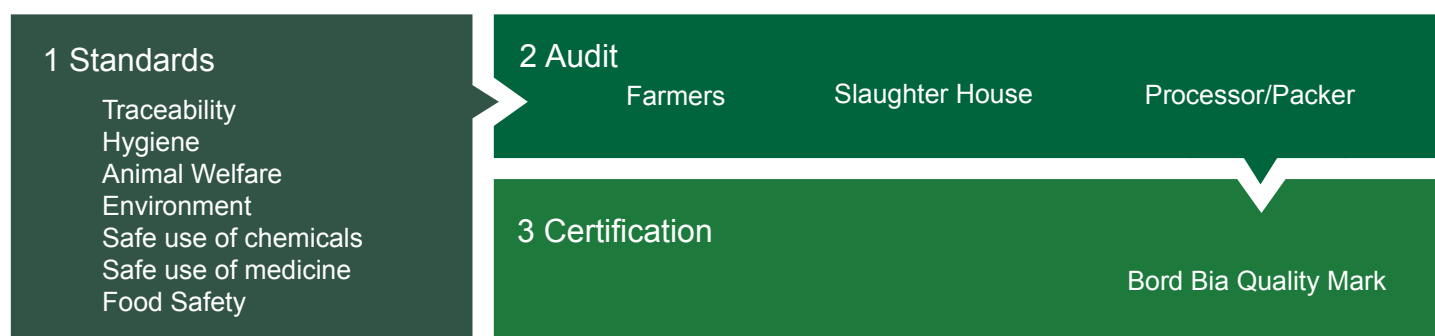 1 Standards
Traceability
Hygiene
Animal Welfare
Environment
Safe use of chemicals
Safe use of medicine
Food Safety
2 Audit
Farmers
Slaughter House
Processor/Packer
3 Certification
Bord Bia Quality Mark